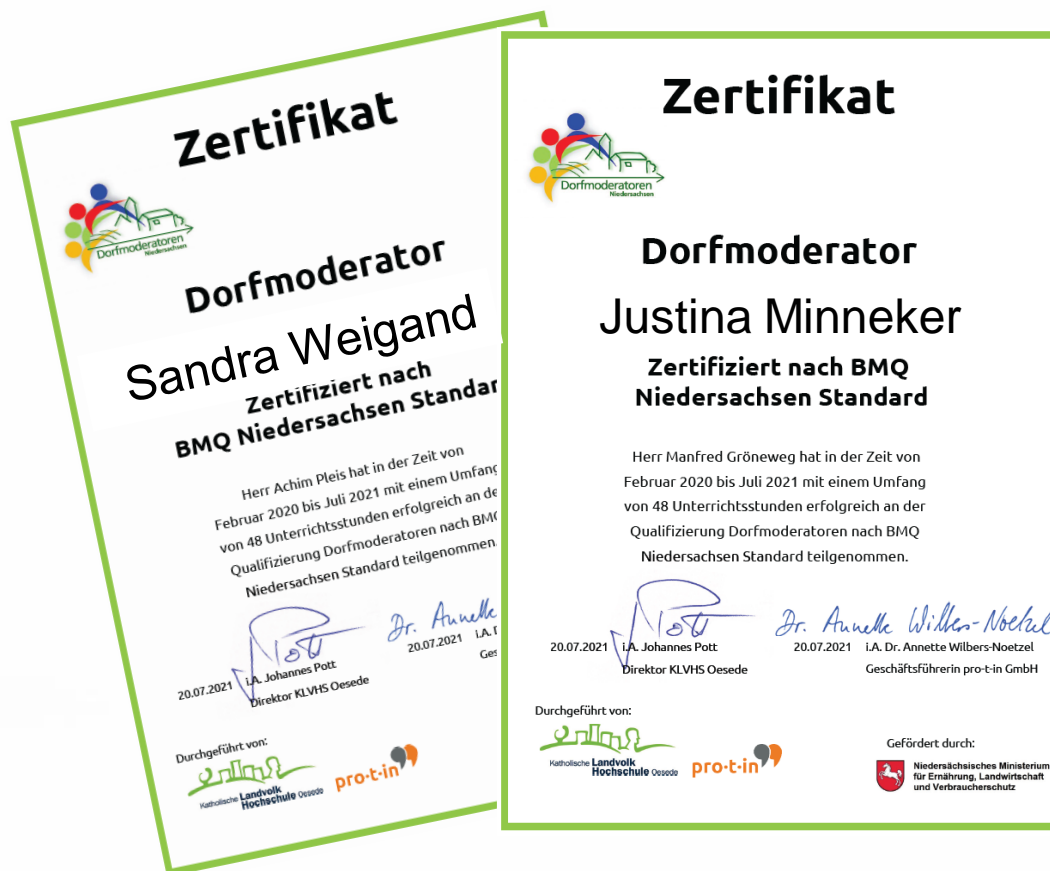 Zertifikat
Dorfmoderatoren
Niedersachsen
Dorfmoderator
Sandra Weigand
Zertifiziert nach
BMQ Niedersachsen Standar
Herr Achim Pleis hat in der Zeit von
Februar 2020 bis Juli 2021 mit einem Umfang
von 48 Unterrichtsstunden erfolgreich an de
Qualifizierung Dorfmoderatoren nach BMQ
Niedersachsen Standard teilgenommen.
Pott
Dr. Annette
20.07.2021 i.A. Johannes Pott
Direktor KLVHS Oesede
20.07.2021 i.A.
Ges
Durchgeführt von:
Katholische Landvolk
Hochschule Oesede
pro-t-in
Zertifikat
Dorfmoderatoren
Niedersachsen
Dorfmoderator
Justina Minneker
Zertifiziert nach BMQ
Niedersachsen Standard
Herr Manfred Gröneweg hat in der Zeit von
Februar 2020 bis Juli 2021 mit einem Umfang
von 48 Unterrichtsstunden erfolgreich an der
Qualifizierung Dorfmoderatoren nach BMQ
Niedersachsen Standard teilgenommen.
Pott
Dr. Annette Wilbers-Noetzel
20.07.2021 i.A. Johannes Pott
Direktor KLVHS Oesede
20.07.2021 i.A. Dr. Annette Wilbers-Noetzel
Geschäftsführerin pro-t-in GmbH
Durchgeführt von:
Katholische Landvolk
Hochschule Oesede
pro-t-in
Gefördert durch:
Niedersächsisches Ministerium
für Ernährung, Landwirtschaft
und Verbraucherschutz